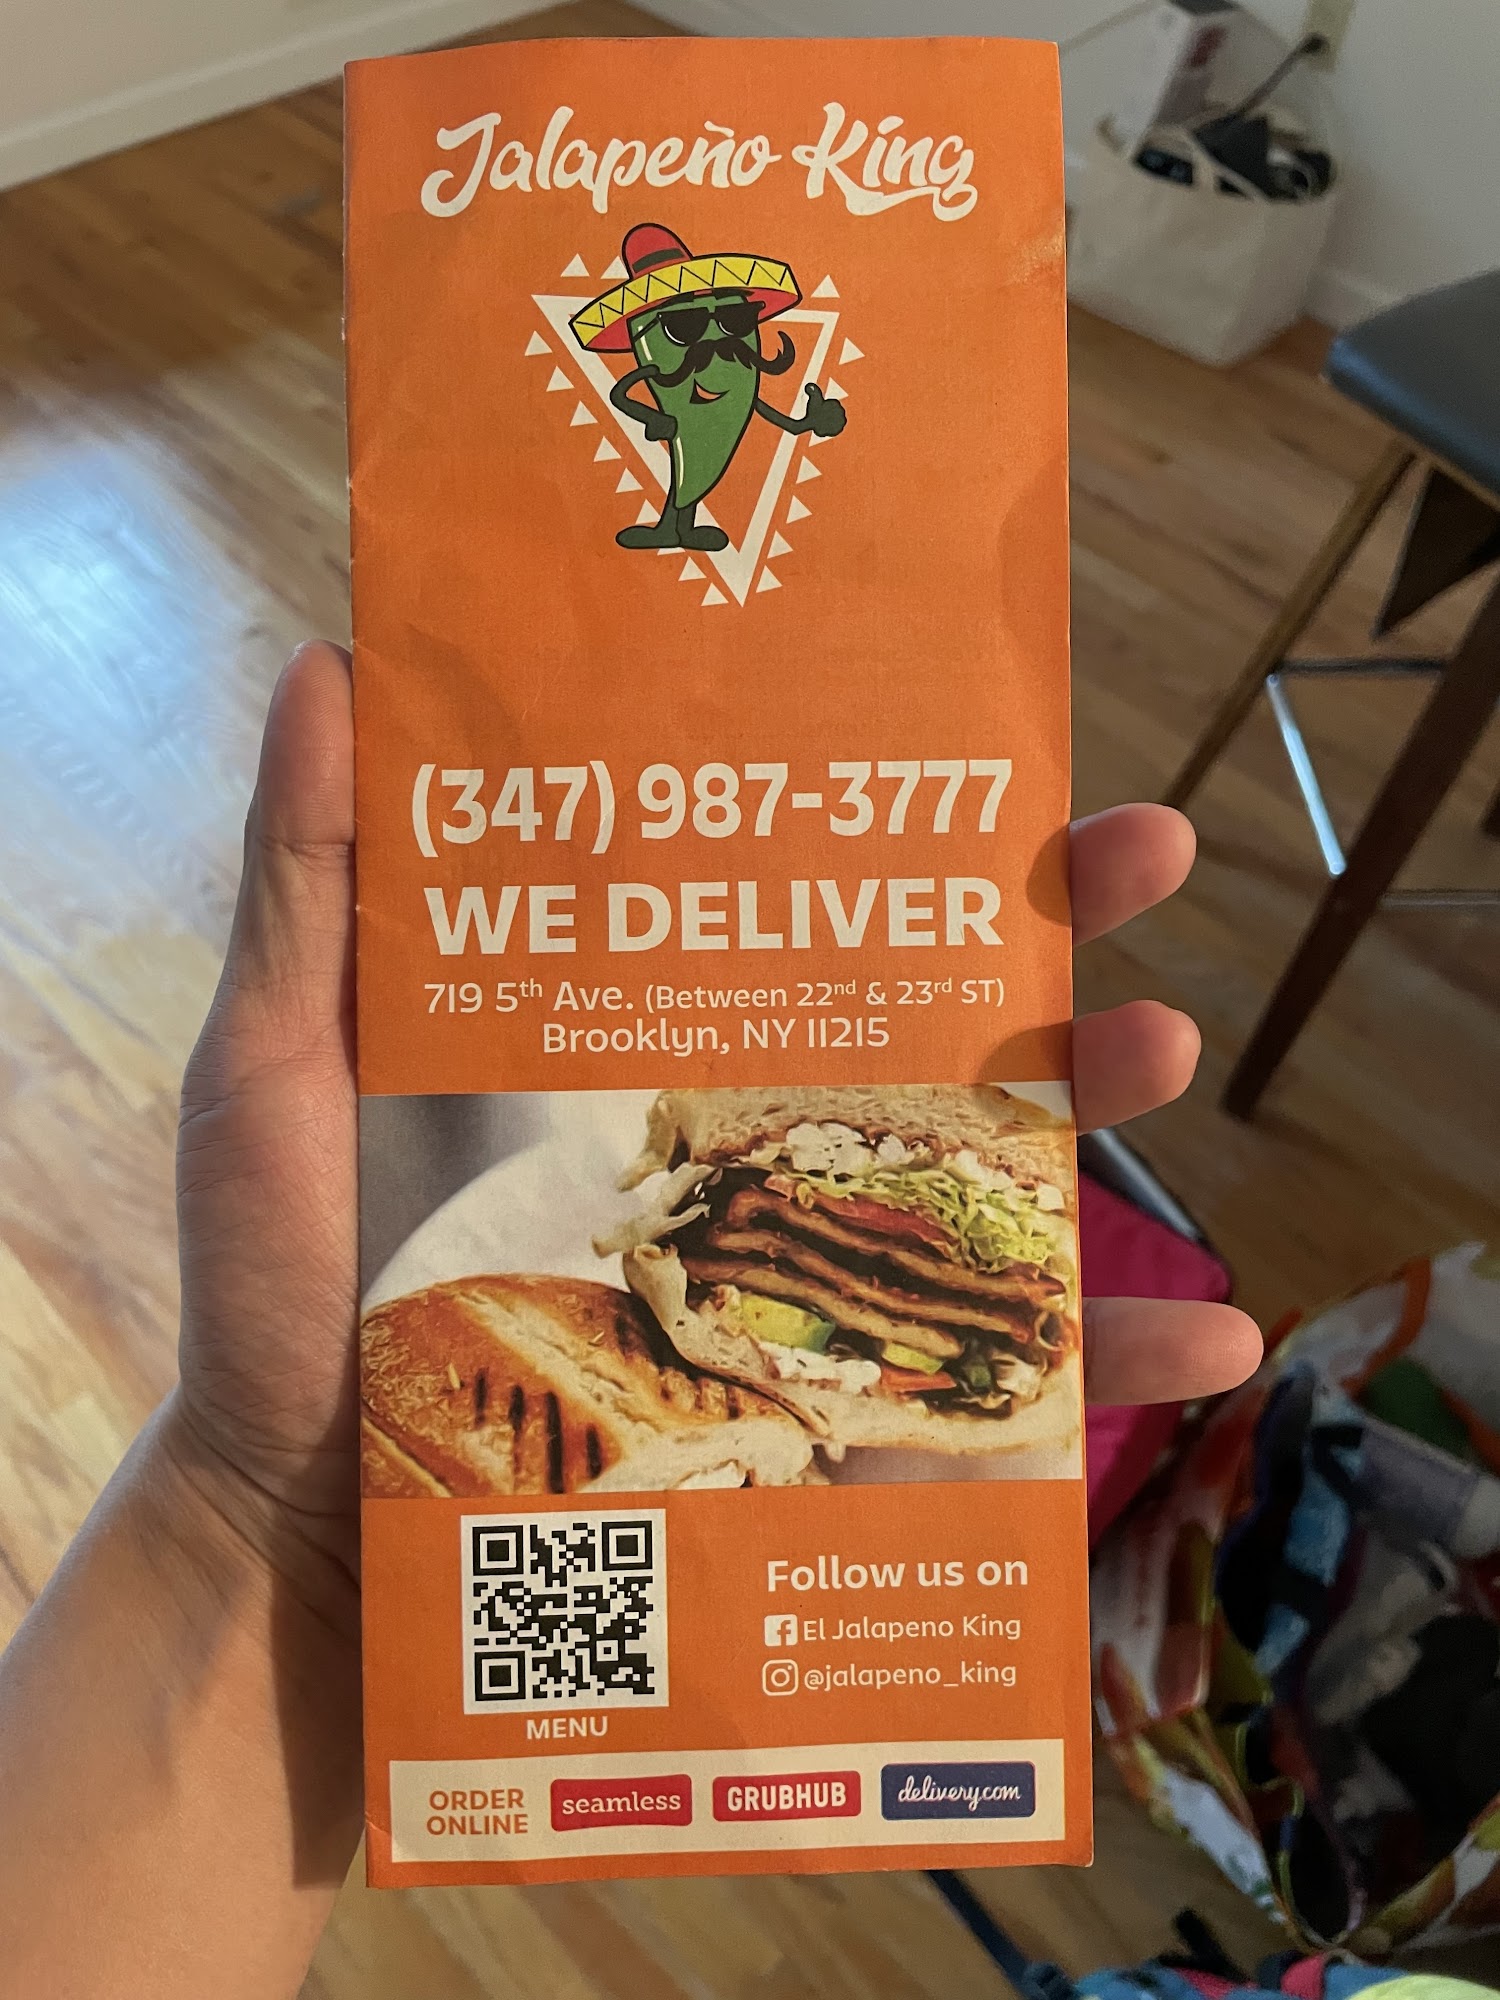 Jalapeño King
(347) 987-3777
WE DELIVER
719 5th Ave. (Between 22nd & 23rd ST)
Brooklyn, NY 11215
MENU
Follow us on
El Jalapeno King
@jalapeno_king
ORDER
ONLINE
seamless
GRUBHUB
delivery.com